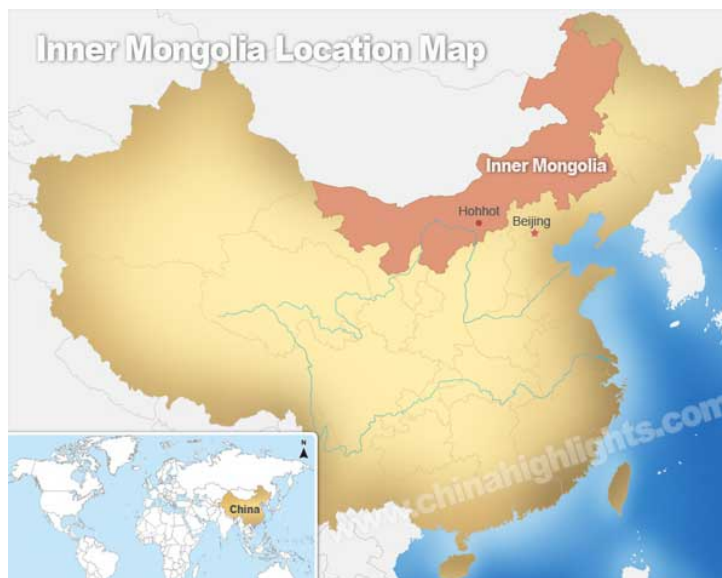 Inner Mongolia Location Map
Inner Mongolia
Hohhot
Beijing
www.chinahighlights.com
N
China